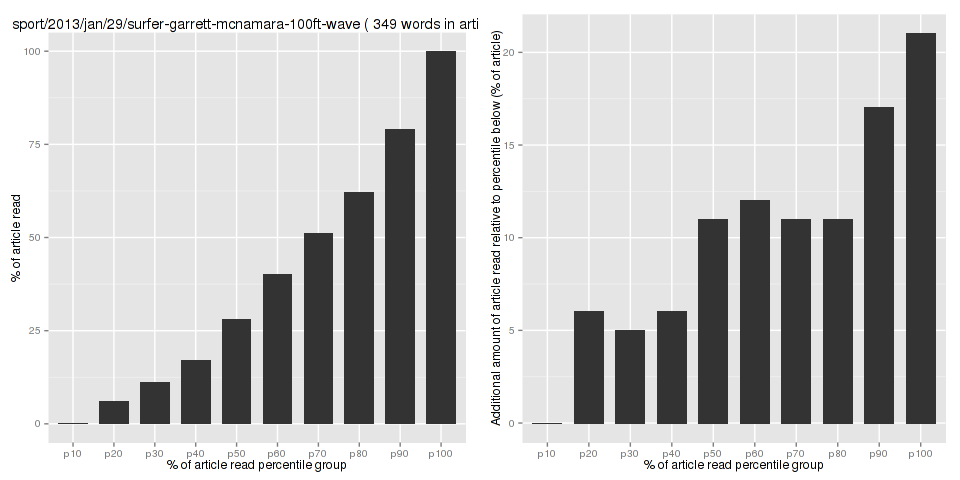 sport/2013/jan/29/surfer-garrett-mcnamara-100ft-wave ( 349 words in arti
% of article read
100
75
50
25
0
p10 p20 p30 p40 p50 p60 p70 p80 p90 p100
% of article read percentile group
Additional amount of article read relative to percentile below (% of article)
20
15
10
5
0
p10 p20 p30 p40 p50 p60 p70 p80 p90 p100
% of article read percentile group